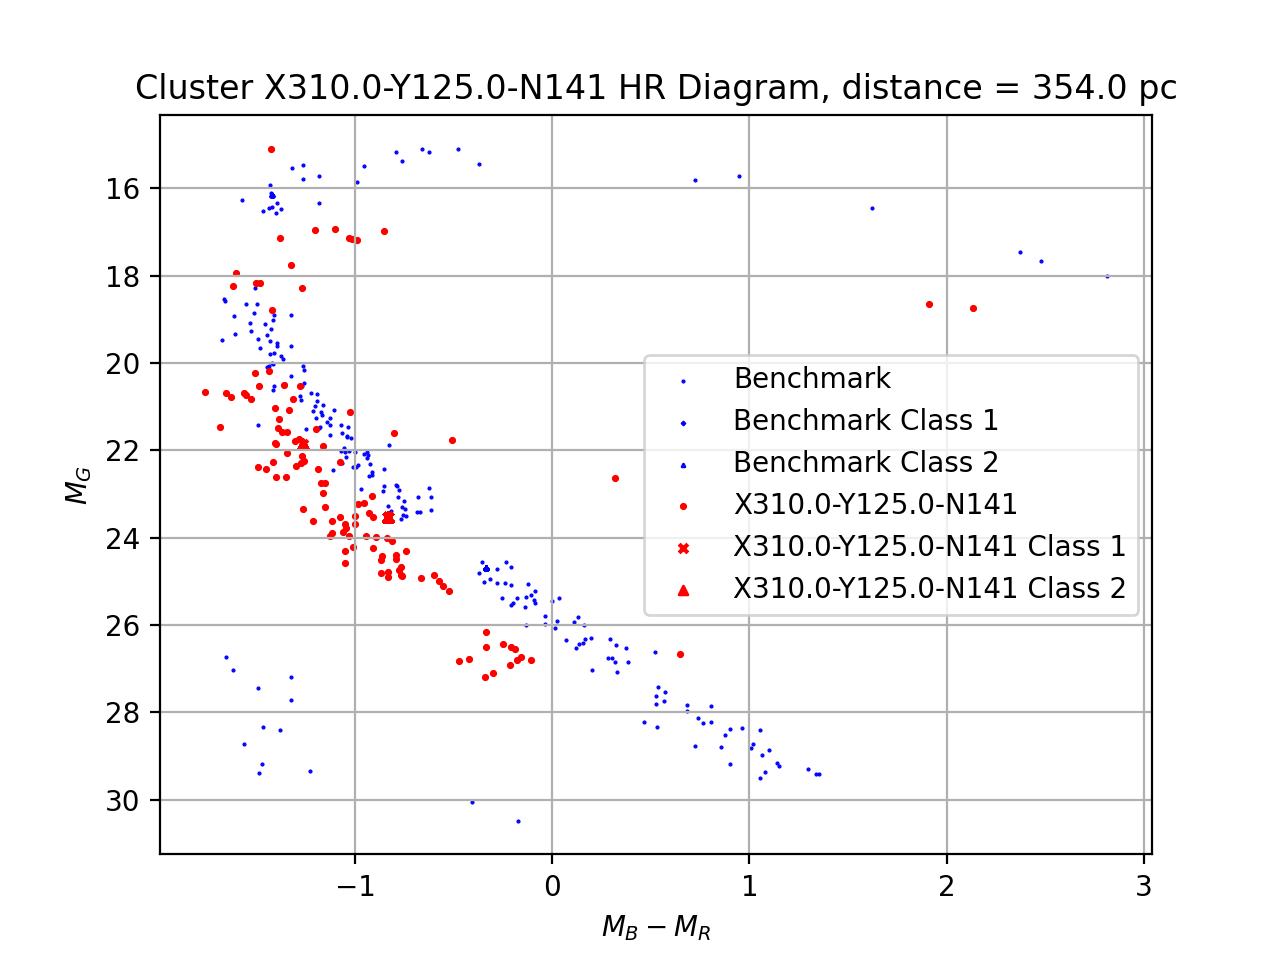 Cluster X310.0-Y125.0-N141 HR Diagram, distance = 354.0 pc
16
18
20
22
24
26
28
30
M_G
Benchmark
Benchmark Class 1
Benchmark Class 2
X310.0-Y125.0-N141
X310.0-Y125.0-N141 Class 1
X310.0-Y125.0-N141 Class 2
−1 0 1 2 3
M_B − M_R